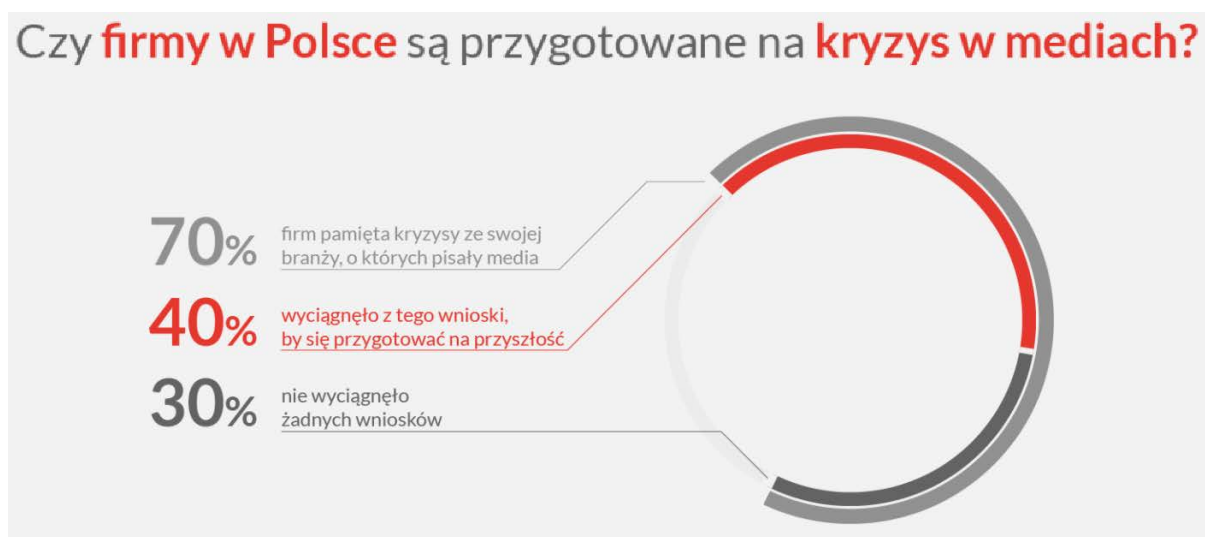 Czy firmy w Polsce są przygotowane na kryzys w mediach?
70% firm pamięta kryzysy ze swojej
branży, o których pisały media
40% wyciągnęło z tego wnioski,
by się przygotować na przyszłość
30% nie wyciągnęło
żadnych wniosków